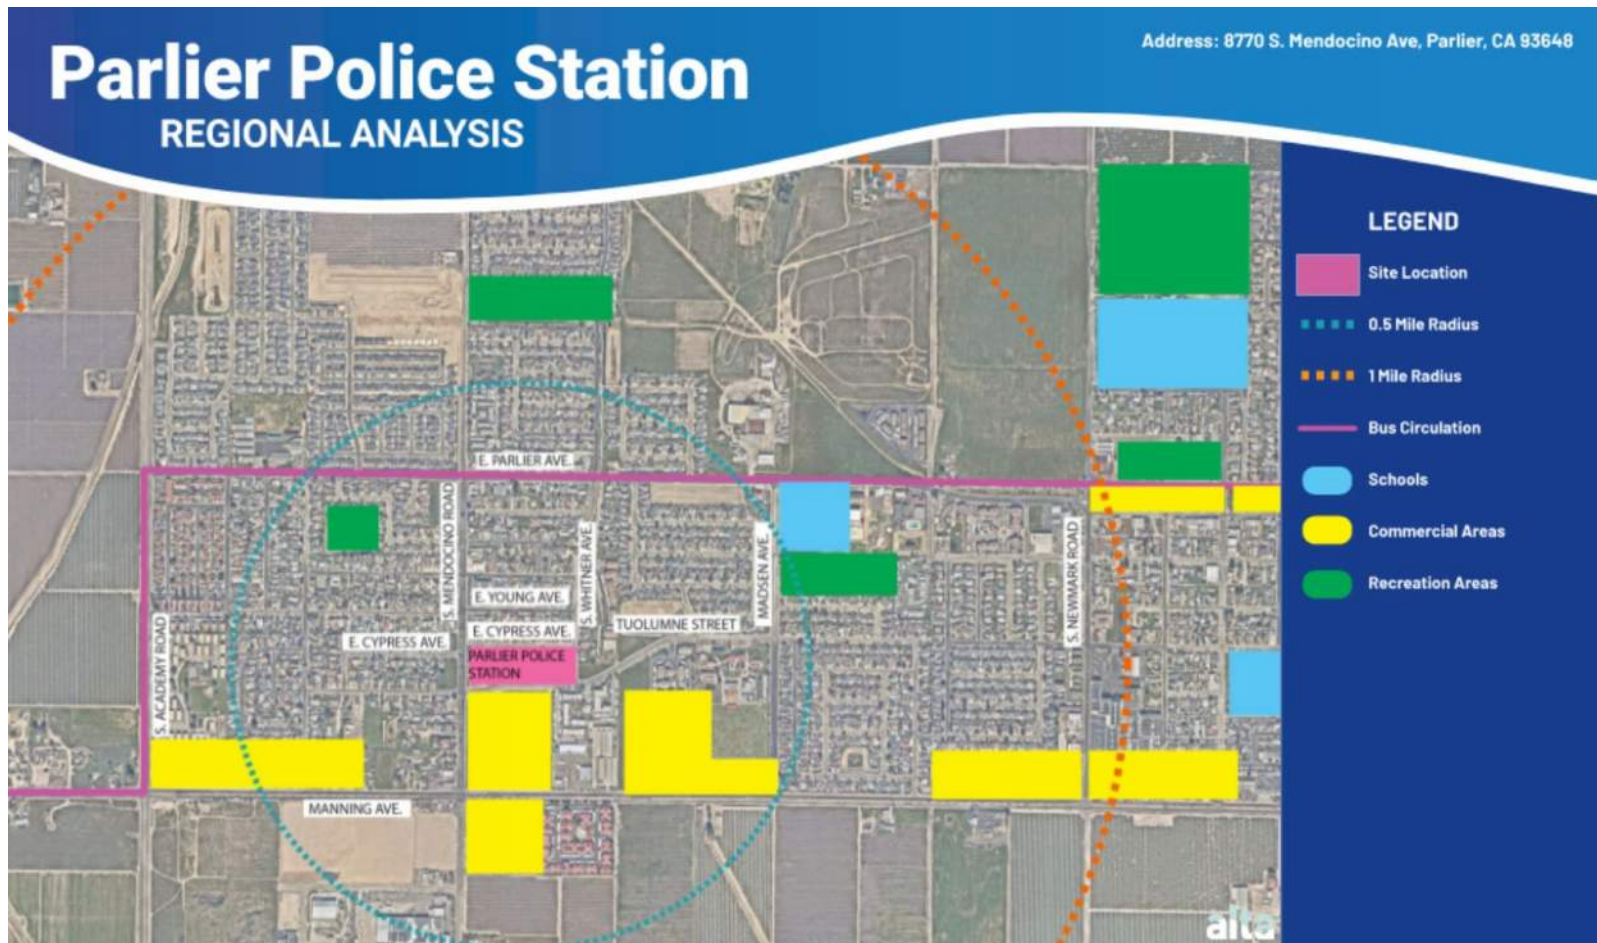 Parlier Police Station
REGIONAL ANALYSIS
Address: 8770 S. Mendocino Ave, Parlier, CA 93648
LEGEND
Site Location
0.5 Mile Radius
1 Mile Radius
Bus Circulation
Schools
Commercial Areas
Recreation Areas
E. PARLIER AVE.
S. MENDOCINO ROAD
S. WHITNER AVE.
MADSEN AVE.
S. NEWMARK ROAD
E. YOUNG AVE.
E. CYPRESS AVE.
TUOLUMNE STREET
E. CYPRESS AVE.
S. ACADEMY ROAD
PARLIER POLICE
STATION
MANNING AVE.
alta